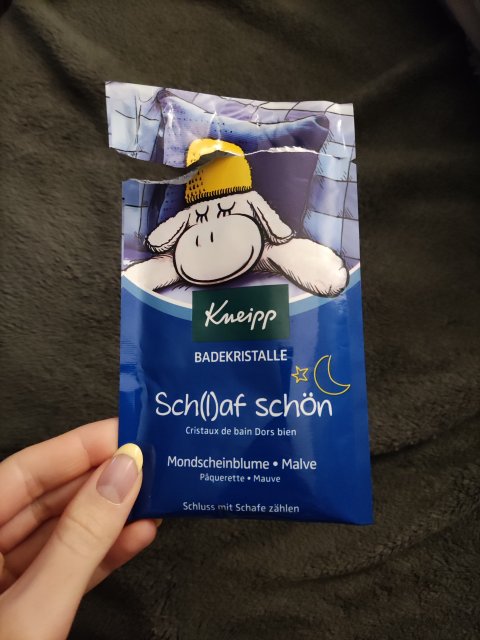 Kneipp
BADEKRISTALLE
Sch(l)af schön
Cristaux de bain Dors bien
Mondscheinblume • Malve
Pâquerette • Mauve
Schluss mit Schafe zählen